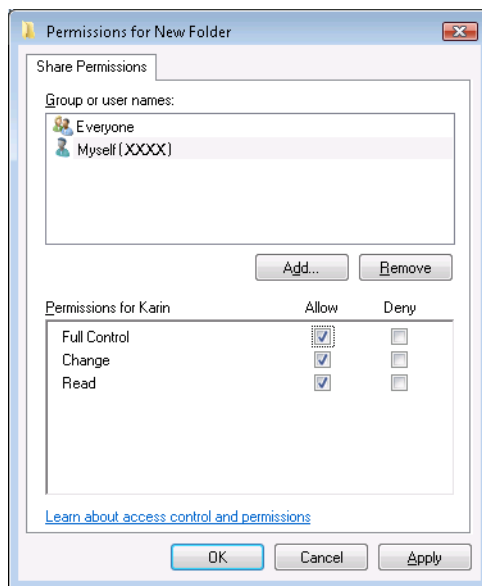 Permissions for New Folder
Share Permissions
Group or user names:
Everyone
Myself(XXXX)
Add... Remove
Permissions for Karin Allow Deny
Full Control
Change
Read
Learn about access control and permissions
OK Cancel Apply